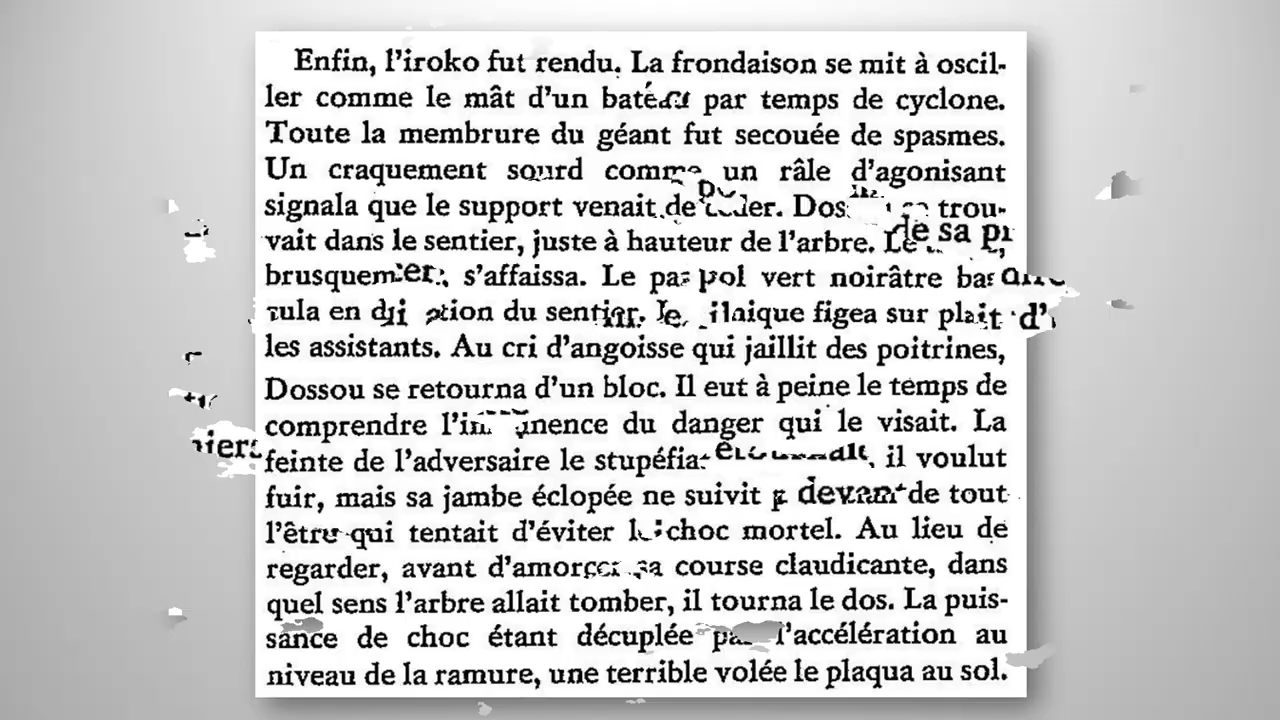 Enfin, l'iroko fut rendu. La frondaison se mit à oscil-
ler comme le mât d'un par temps de cyclone.
Toute la membrure du géant fut secouée de spasmes.
Un craquement sourd comme un râle d'agonisant
signala que le support venait de trou-
vait dans le sentier, juste à hauteur de l'arbre. de sa
s'affaissa. Le vert noirâtre
en du figea sur
les assistants. Au cri d'angoisse qui jaillit des poitrines,
Dossou se retourna d'un bloc. Il eut à peine le temps de
comprendre du danger qui le visait. La
feinte de l'adversaire le il voulut
fuir, mais sa jambe éclopée ne suivit devant de tout
l'être qui tentait d'éviter choc mortel. Au lieu de
regarder, avant course claudicante, dans
quel sens l'arbre allait tomber, il tourna le dos. La puis-
sance de choc étant décuplée l'accélération au
niveau de la ramure, une terrible volée le plaqua au sol.